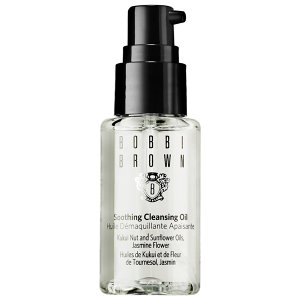 BOBBI
BROWN
B
Soothing Cleansing Oil
Huile Démaquillante Apaisante
Kukui Nut and Sunflower Oils,
Jasmine Flower
Huiles de Kukui et de Fleur
de Tournesol, Jasmin